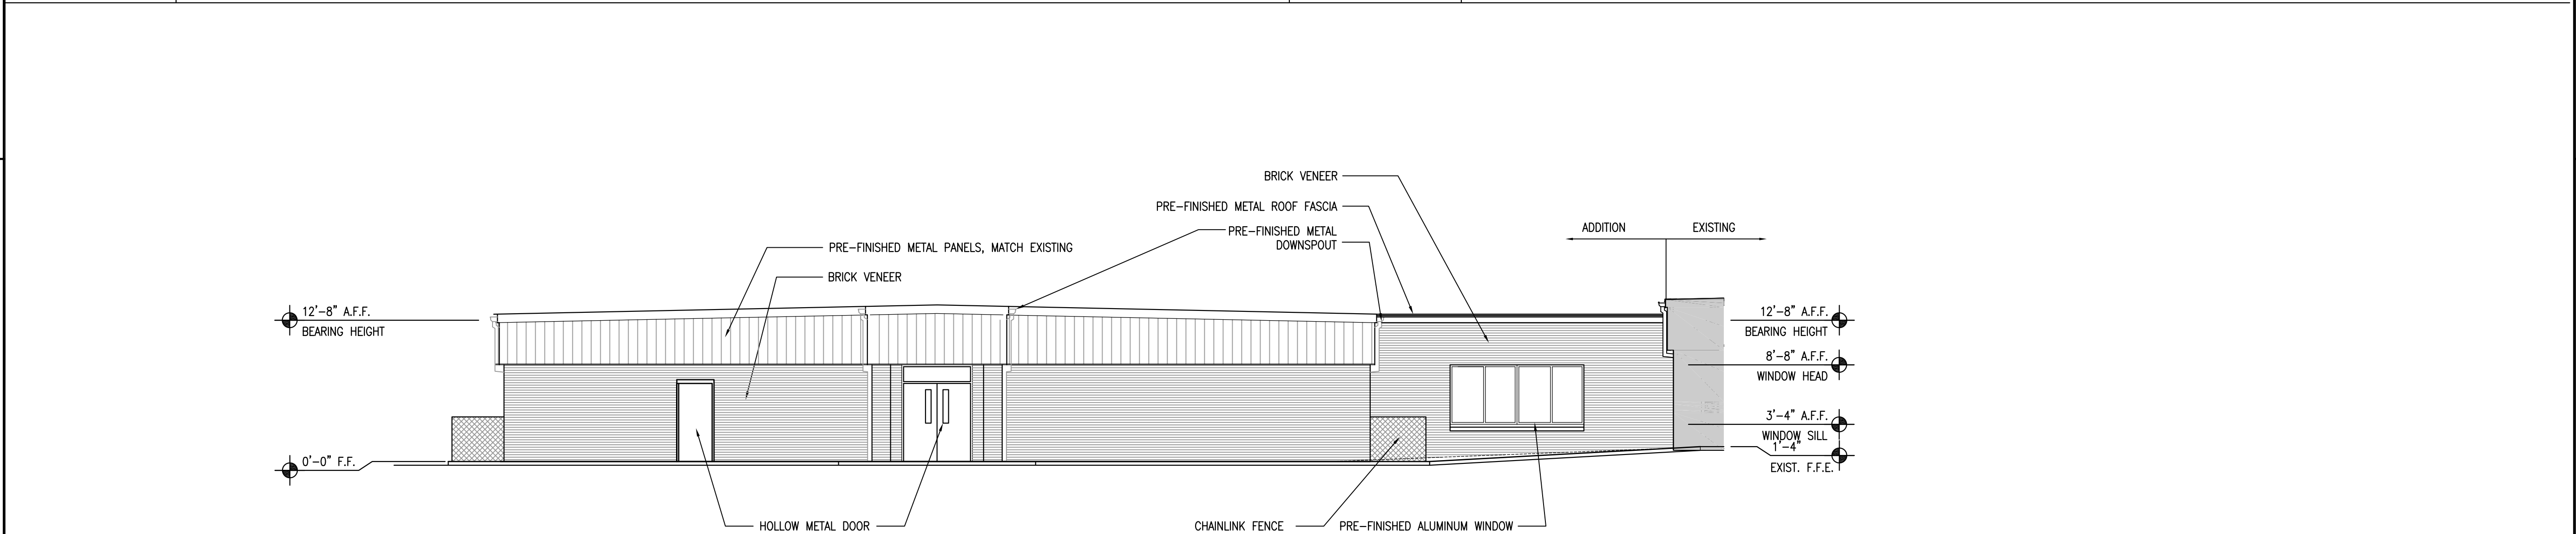 BRICK VENEER
PRE-FINISHED METAL ROOF FASCIA
ADDITION
EXISTING
PRE-FINISHED METAL
DOWNSPOUT
PRE-FINISHED METAL PANELS, MATCH EXISTING
BRICK VENEER
12'-8" A.F.F.
BEARING HEIGHT
12'-8" A.F.F.
BEARING HEIGHT
8'-8" A.F.F.
WINDOW HEAD
3'-4" A.F.F.
WINDOW SILL
1'-4"
EXIST. F.F.E.
0'-0" F.F.
HOLLOW METAL DOOR
CHAINLINK FENCE
PRE-FINISHED ALUMINUM WINDOW